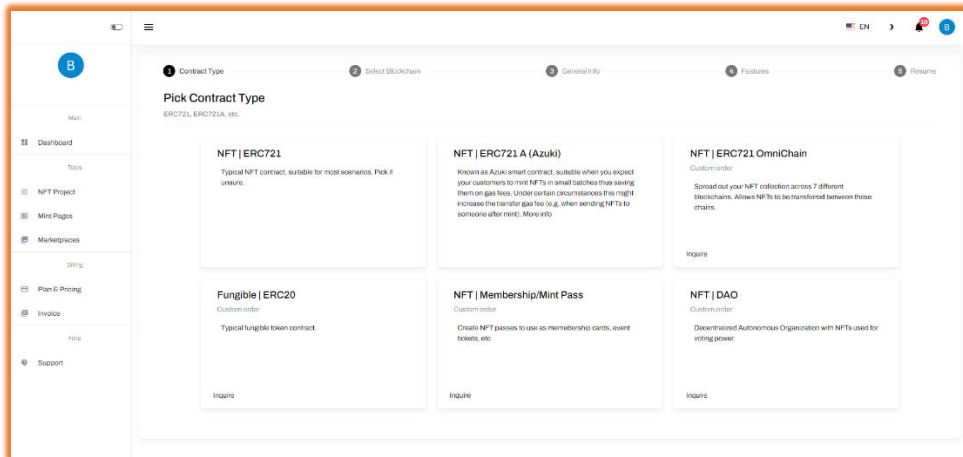 EN
10
B
B
Main
Dashboard
Tools
NFT Project
Mint Pages
Marketplaces
Billing
Plan & Pricing
Invoice
Help
Support
1 Contract Type
2 Select Blockchain
3 General Info
4 Features
5 Resume
Pick Contract Type
ERC721, ERC721A, etc.
NFT | ERC721
Typical NFT contract, suitable for most scenarios. Pick if
unsure.
NFT | ERC721 A (Azuki)
Known as Azuki smart contract, suitable when you expect
your customers to mint NFTs in small batches thus saving
them on gas fees. Under certain circumstances this might
increase the transfer gas fee (e.g. when sending NFTs to
someone after mint). More info
NFT | ERC721 OmniChain
Custom order
Spread out your NFT collection across 7 different
blockchains. Allows NFTs to be transferred between those
chains.
Inquire
Fungible | ERC20
Custom order
Typical fungible token contract.
Inquire
NFT | Membership/Mint Pass
Custom order
Create NFT passes to use as memebership cards, event
tickets, etc.
Inquire
NFT | DAO
Custom order
Decentralized Autonomous Organization with NFTs used for
voting power.
Inquire